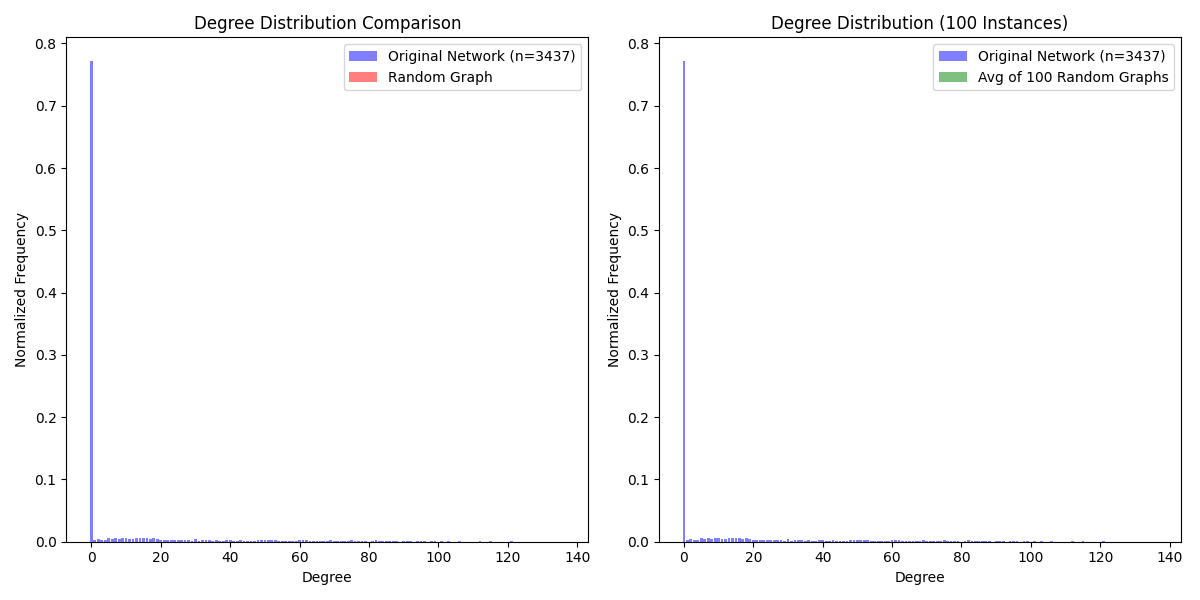 Degree Distribution Comparison
Original Network (n=3437)
Random Graph
Normalized Frequency
0.8
0.7
0.6
0.5
0.4
0.3
0.2
0.1
0.0
0 20 40 60 80 100 120 140
Degree
Degree Distribution (100 Instances)
Original Network (n=3437)
Avg of 100 Random Graphs
Normalized Frequency
0.8
0.7
0.6
0.5
0.4
0.3
0.2
0.1
0.0
0 20 40 60 80 100 120 140
Degree